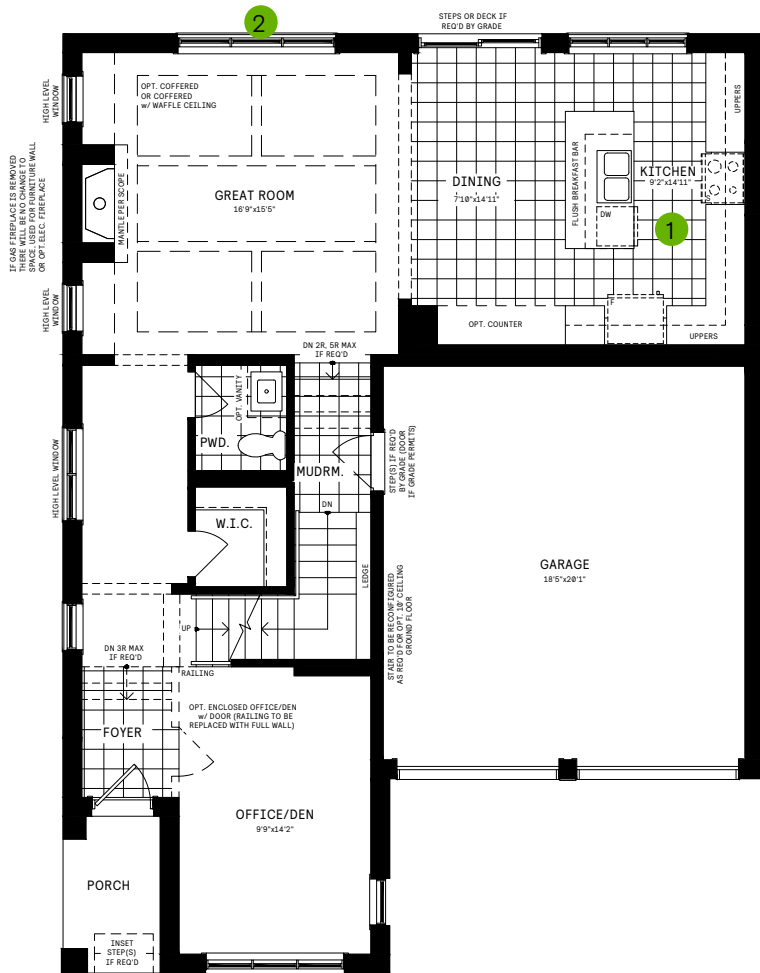 2
STEPS OR DECK IF
REQ'D BY GRADE
HIGH LEVEL
WINDOW
OPT. COFFERED
OR COFFERED
w/ WAFFLE CEILING
UPPERS
IF GAS FIREPLACE IS REMOVED
THERE WILL BE NO CHANGE TO
SPACE. USED FOR FURNITURE WALL
OR OPT.ELEC. FIREPLACE
MANTLE PER SCOPE
GREAT ROOM
16'9"x15'5"
DINING
7'10"x14'11"
FLUSH BREAKFAST BAR
DW
KITCHEN
9'2"x14'11"
1
HIGH LEVEL
WINDOW
F
OPT. COUNTER
UPPERS
DN 2R, 5R MAX
IF REQ'D
OPT. VANITY
PWD.
MUDRM.
STEP(S) IF REQ'D
BY GRADE (DOOR
IF GRADE PERMITS)
HIGH LEVEL WINDOW
W.I.C.
DN
LEDGE
GARAGE
18'5"x20'1"
UP
STAIR TO BE RECONFIGURED
AS REQ'D FOR OPT. 10' CEILING
GROUND FLOOR
DN 3R MAX
IF REQ'D
RAILING
OPT. ENCLOSED OFFICE/DEN
w/ DOOR (RAILING TO BE
REPLACED WITH FULL WALL)
FOYER
OFFICE/DEN
9'9"x14'2"
PORCH
INSET
STEP(S)
IF REQ'D